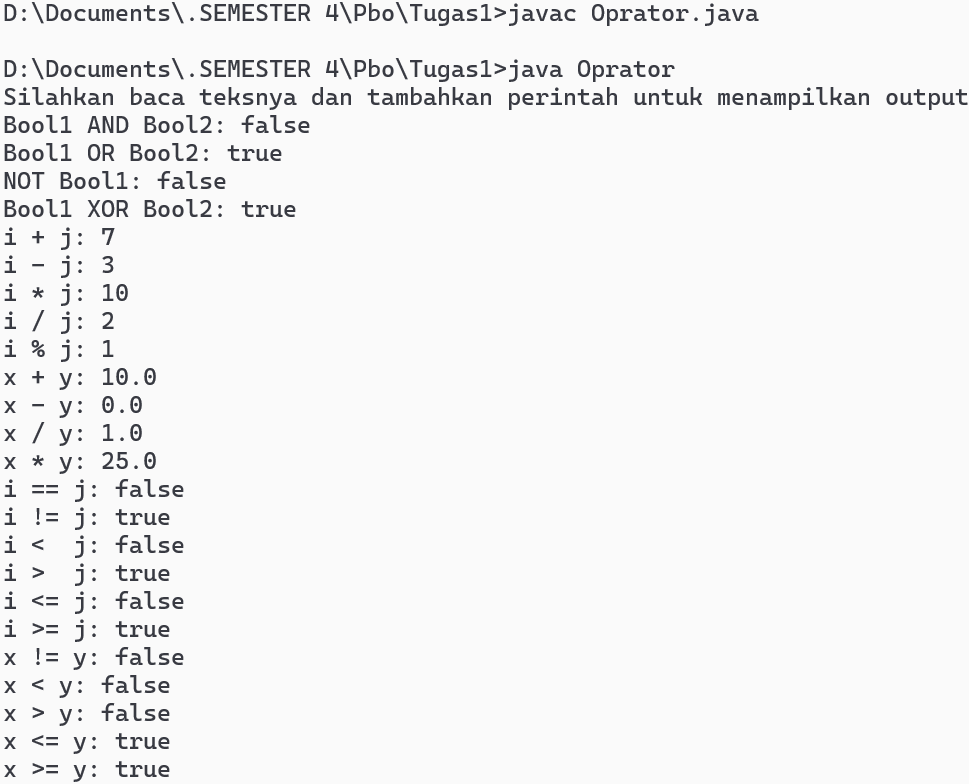 D:\Documents\.SEMESTER 4\Pbo\Tugas1>javac Oprator.java
D:\Documents\.SEMESTER 4\Pbo\Tugas1>java Oprator
Silahkan baca teksnya dan tambahkan perintah untuk menampilkan output
Bool1 AND Bool2: false
Bool1 OR Bool2: true
NOT Bool1: false
Bool1 XOR Bool2: true
i + j: 7
i - j: 3
i * j: 10
i / j: 2
i % j: 1
x + y: 10.0
x - y: 0.0
x / y: 1.0
x * y: 25.0
i == j: false
i != j: true
i <  j: false
i >  j: true
i <= j: false
i >= j: true
x != y: false
x < y: false
x > y: false
x <= y: true
x >= y: true